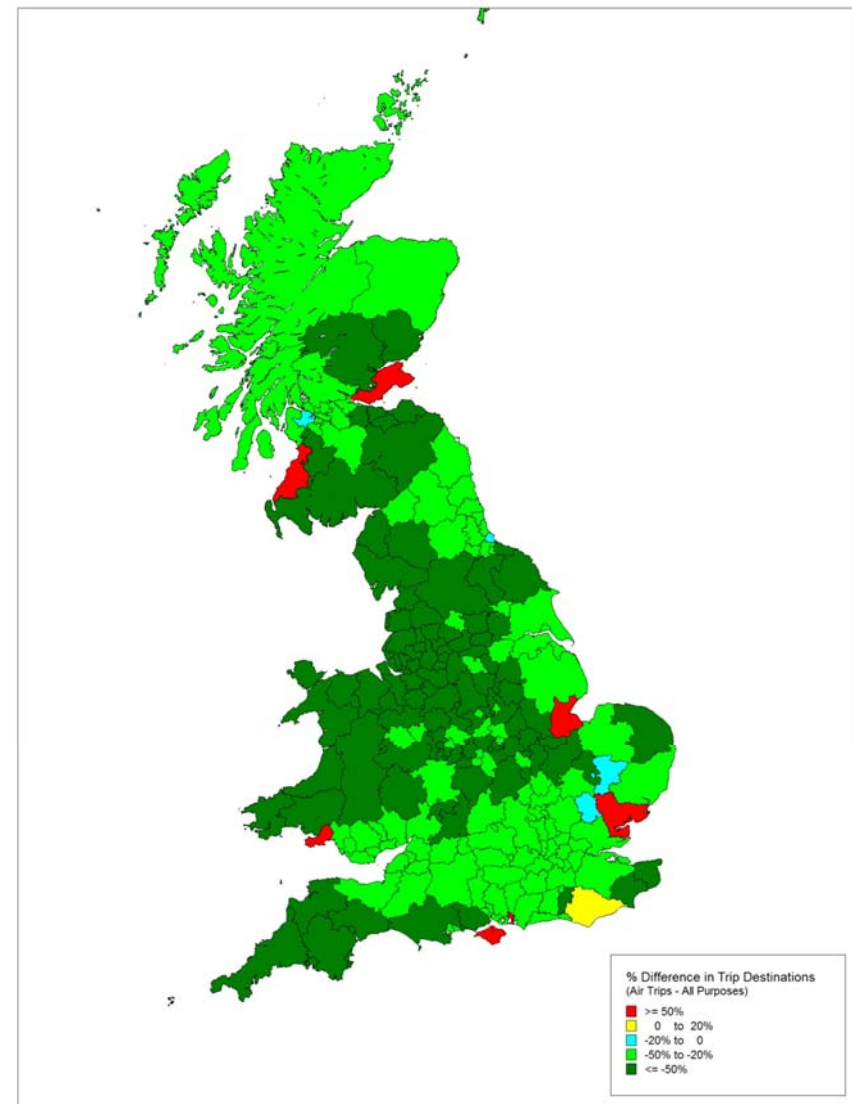 % Difference in Trip Destinations
(Air Trips - All Purposes)
>= 50%
0 to 20%
-20% to 0
-50% to -20%
<= -50%